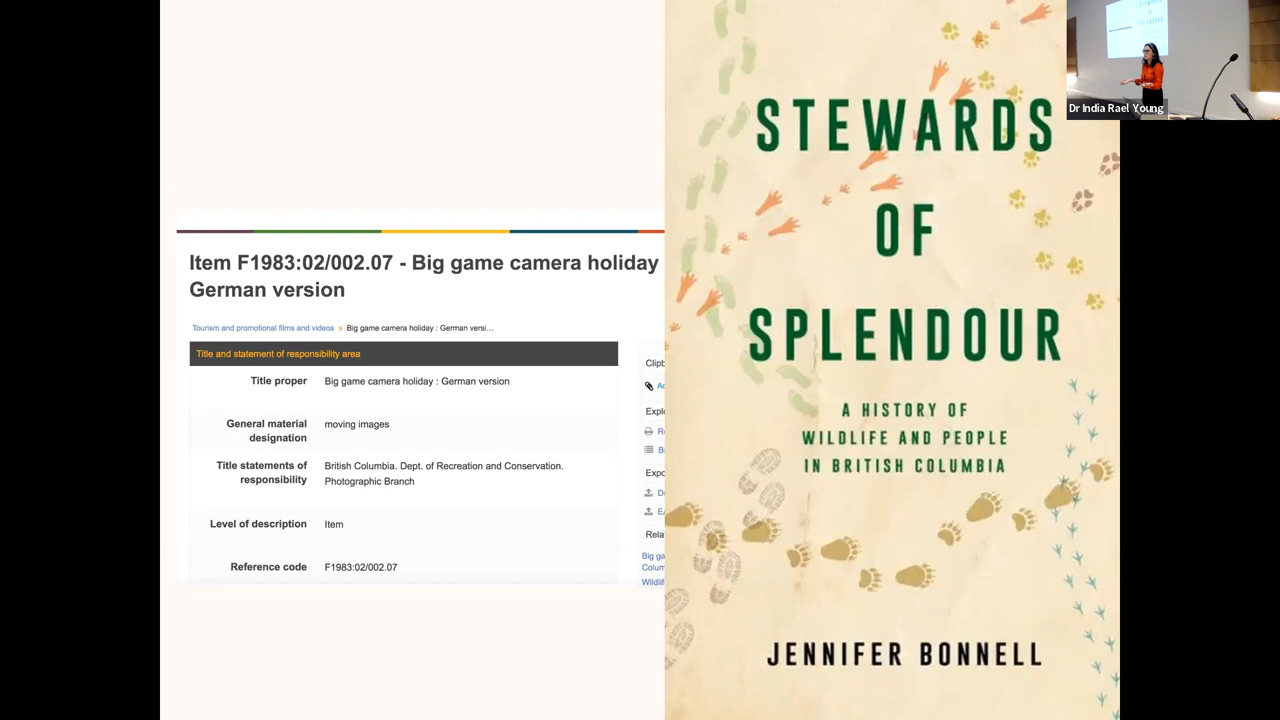 Item F1983:02/002.07 - Big game camera holiday
German version
Tourism and promotional films and videos » Big game camera holiday : German versi...
Title and statement of responsibility area
Title proper
Big game camera holiday : German version
General material
designation
moving images
Title statements of
responsibility
British Columbia. Dept. of Recreation and Conservation.
Photographic Branch
Level of description
Item
Reference code
F1983:02/002.07
STEWARDS
OF
SPLENDOUR
A HISTORY OF
WILDLIFE AND PEOPLE
IN BRITISH COLUMBIA
JENNIFER BONNELL
Dr India Rael Young
STEWARDS
OF
SPLENDOUR